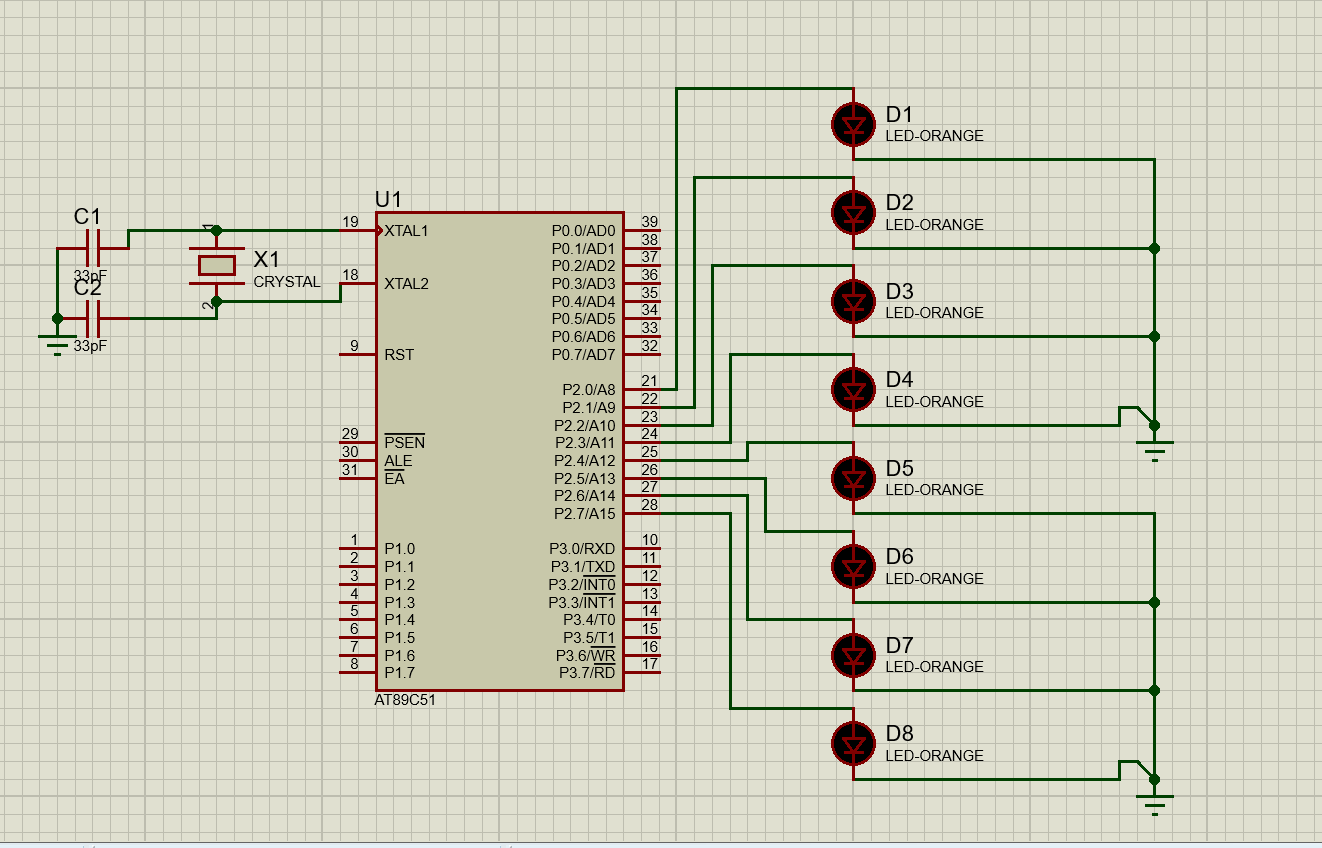 C1
33pF
C2
33pF
1
X1
CRYSTAL
2
U1
19 XTAL1
18 XTAL2
9 RST
29 PSEN
30 ALE
31 EA
1 P1.0
2 P1.1
3 P1.2
4 P1.3
5 P1.4
6 P1.5
7 P1.6
8 P1.7
P0.0/AD0 39
P0.1/AD1 38
P0.2/AD2 37
P0.3/AD3 36
P0.4/AD4 35
P0.5/AD5 34
P0.6/AD6 33
P0.7/AD7 32
P2.0/A8 21
P2.1/A9 22
P2.2/A10 23
P2.3/A11 24
P2.4/A12 25
P2.5/A13 26
P2.6/A14 27
P2.7/A15 28
P3.0/RXD 10
P3.1/TXD 11
P3.2/INT0 12
P3.3/INT1 13
P3.4/T0 14
P3.5/T1 15
P3.6/WR 16
P3.7/RD 17
AT89C51
D1
LED-ORANGE
D2
LED-ORANGE
D3
LED-ORANGE
D4
LED-ORANGE
D5
LED-ORANGE
D6
LED-ORANGE
D7
LED-ORANGE
D8
LED-ORANGE